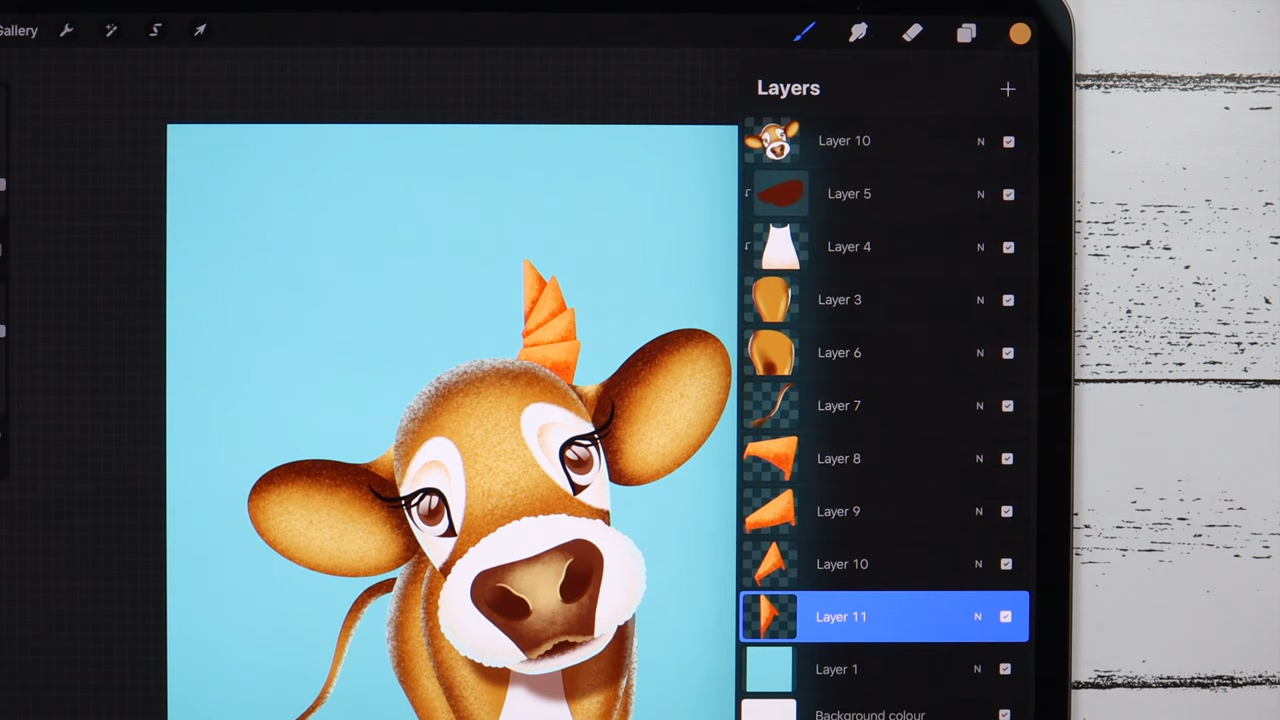 Gallery
Layers
Layer 10 N
Layer 5 N
Layer 4 N
Layer 3 N
Layer 6 N
Layer 7 N
Layer 8 N
Layer 9 N
Layer 10 N
Layer 11 N
Layer 1 N
Background colour